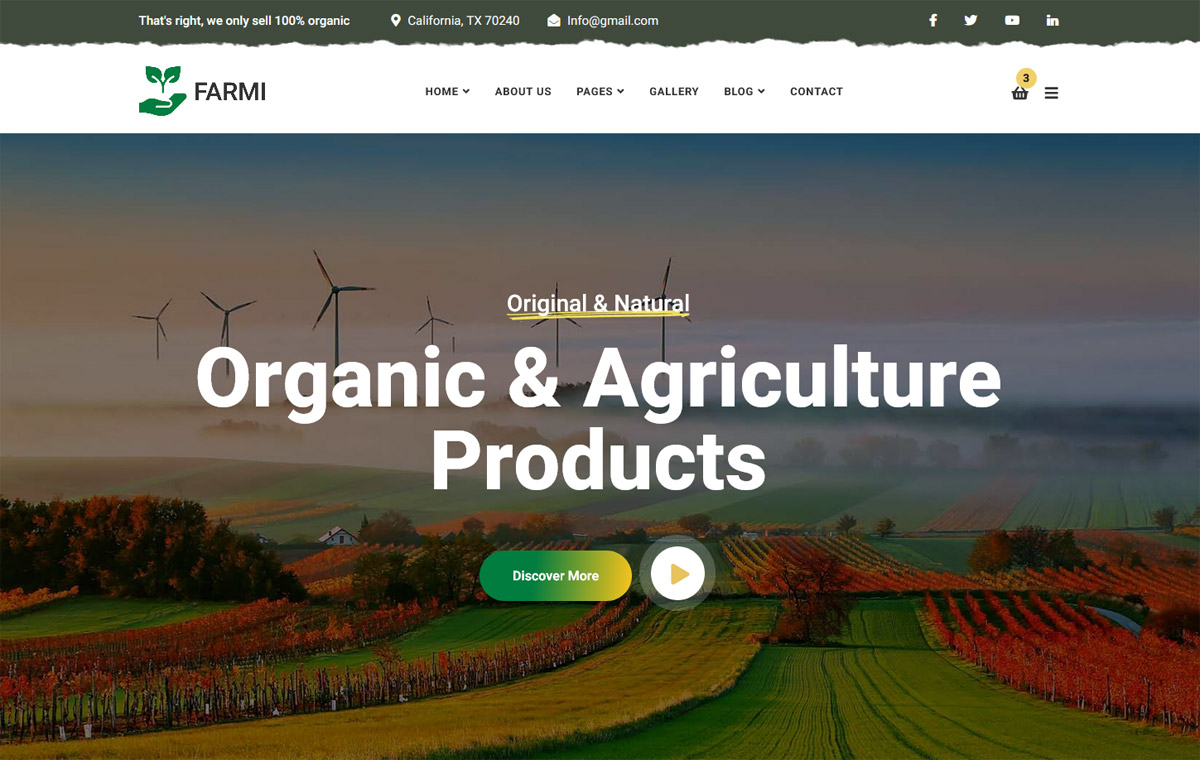 That's right, we only sell 100% organic
California, TX 70240
Info@gmail.com
FARMI
HOME
ABOUT US
PAGES
GALLERY
BLOG
CONTACT
3
Original & Natural
Organic & Agriculture
Products
Discover More